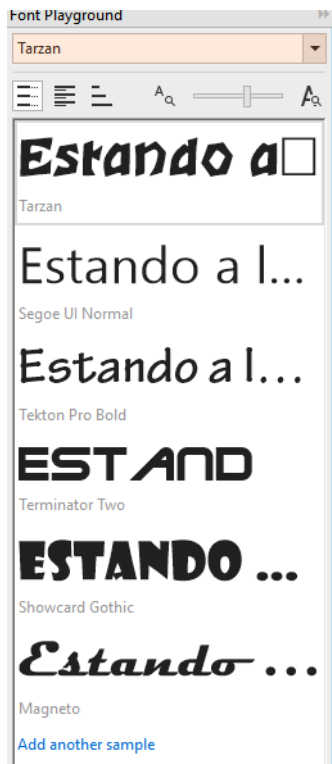 Font Playground
Tarzan
Estando a□
Tarzan
Estando a l...
Segoe UI Normal
Estando a l...
Tekton Pro Bold
ESTAND
Terminator Two
ESTANDO ...
Showcard Gothic
Estando ...
Magneto
Add another sample